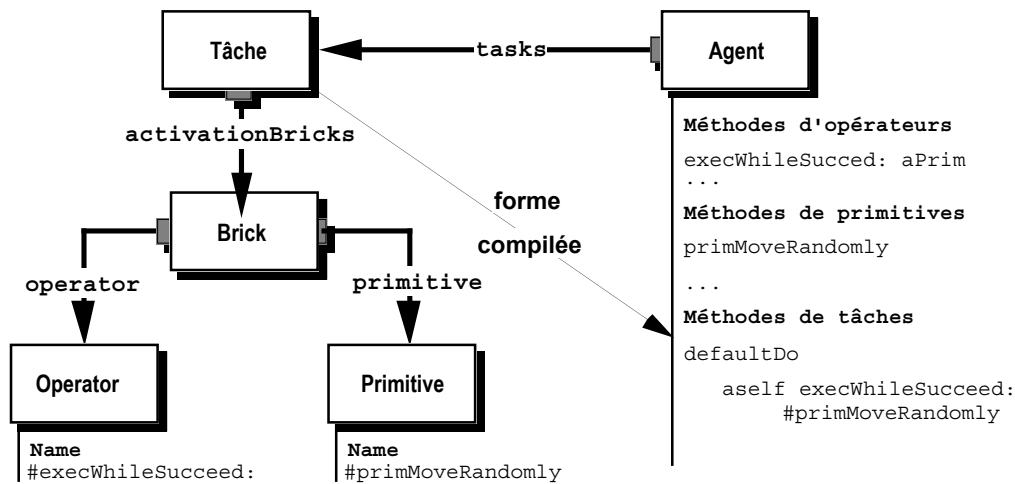 Tâche
tasks
Agent
activationBricks
Méthodes d'opérateurs
execWhileSucced: aPrim
...
forme
compilée
Méthodes de primitives
primMoveRandomly
...
Brick
operator
primitive
Méthodes de tâches
defaultDo
aself execWhileSucceed:
#primMoveRandomly
Operator
Primitive
Name
#execWhileSucceed:
Name
#primMoveRandomly